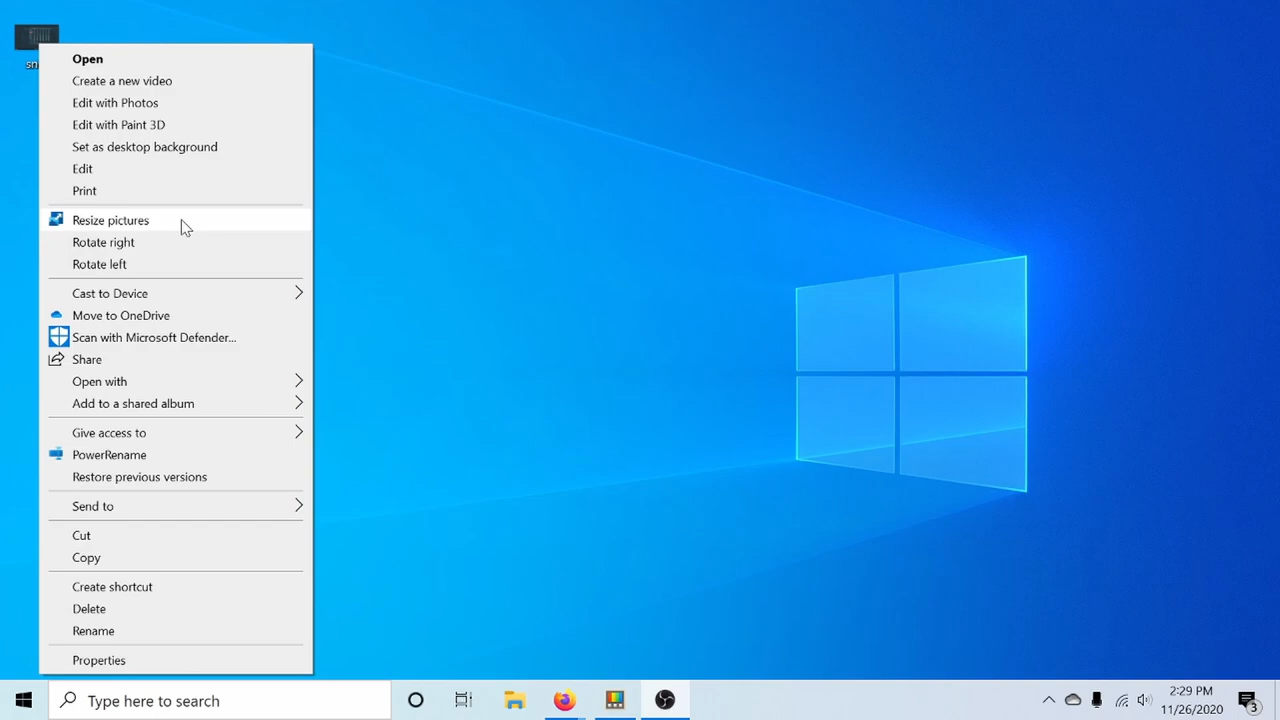 sn
Open
Create a new video
Edit with Photos
Edit with Paint 3D
Set as desktop background
Edit
Print
Resize pictures
Rotate right
Rotate left
Cast to Device
Move to OneDrive
Scan with Microsoft Defender...
Share
Open with
Add to a shared album
Give access to
PowerRename
Restore previous versions
Send to
Cut
Copy
Create shortcut
Delete
Rename
Properties
Type here to search
2:29 PM
11/26/2020
3